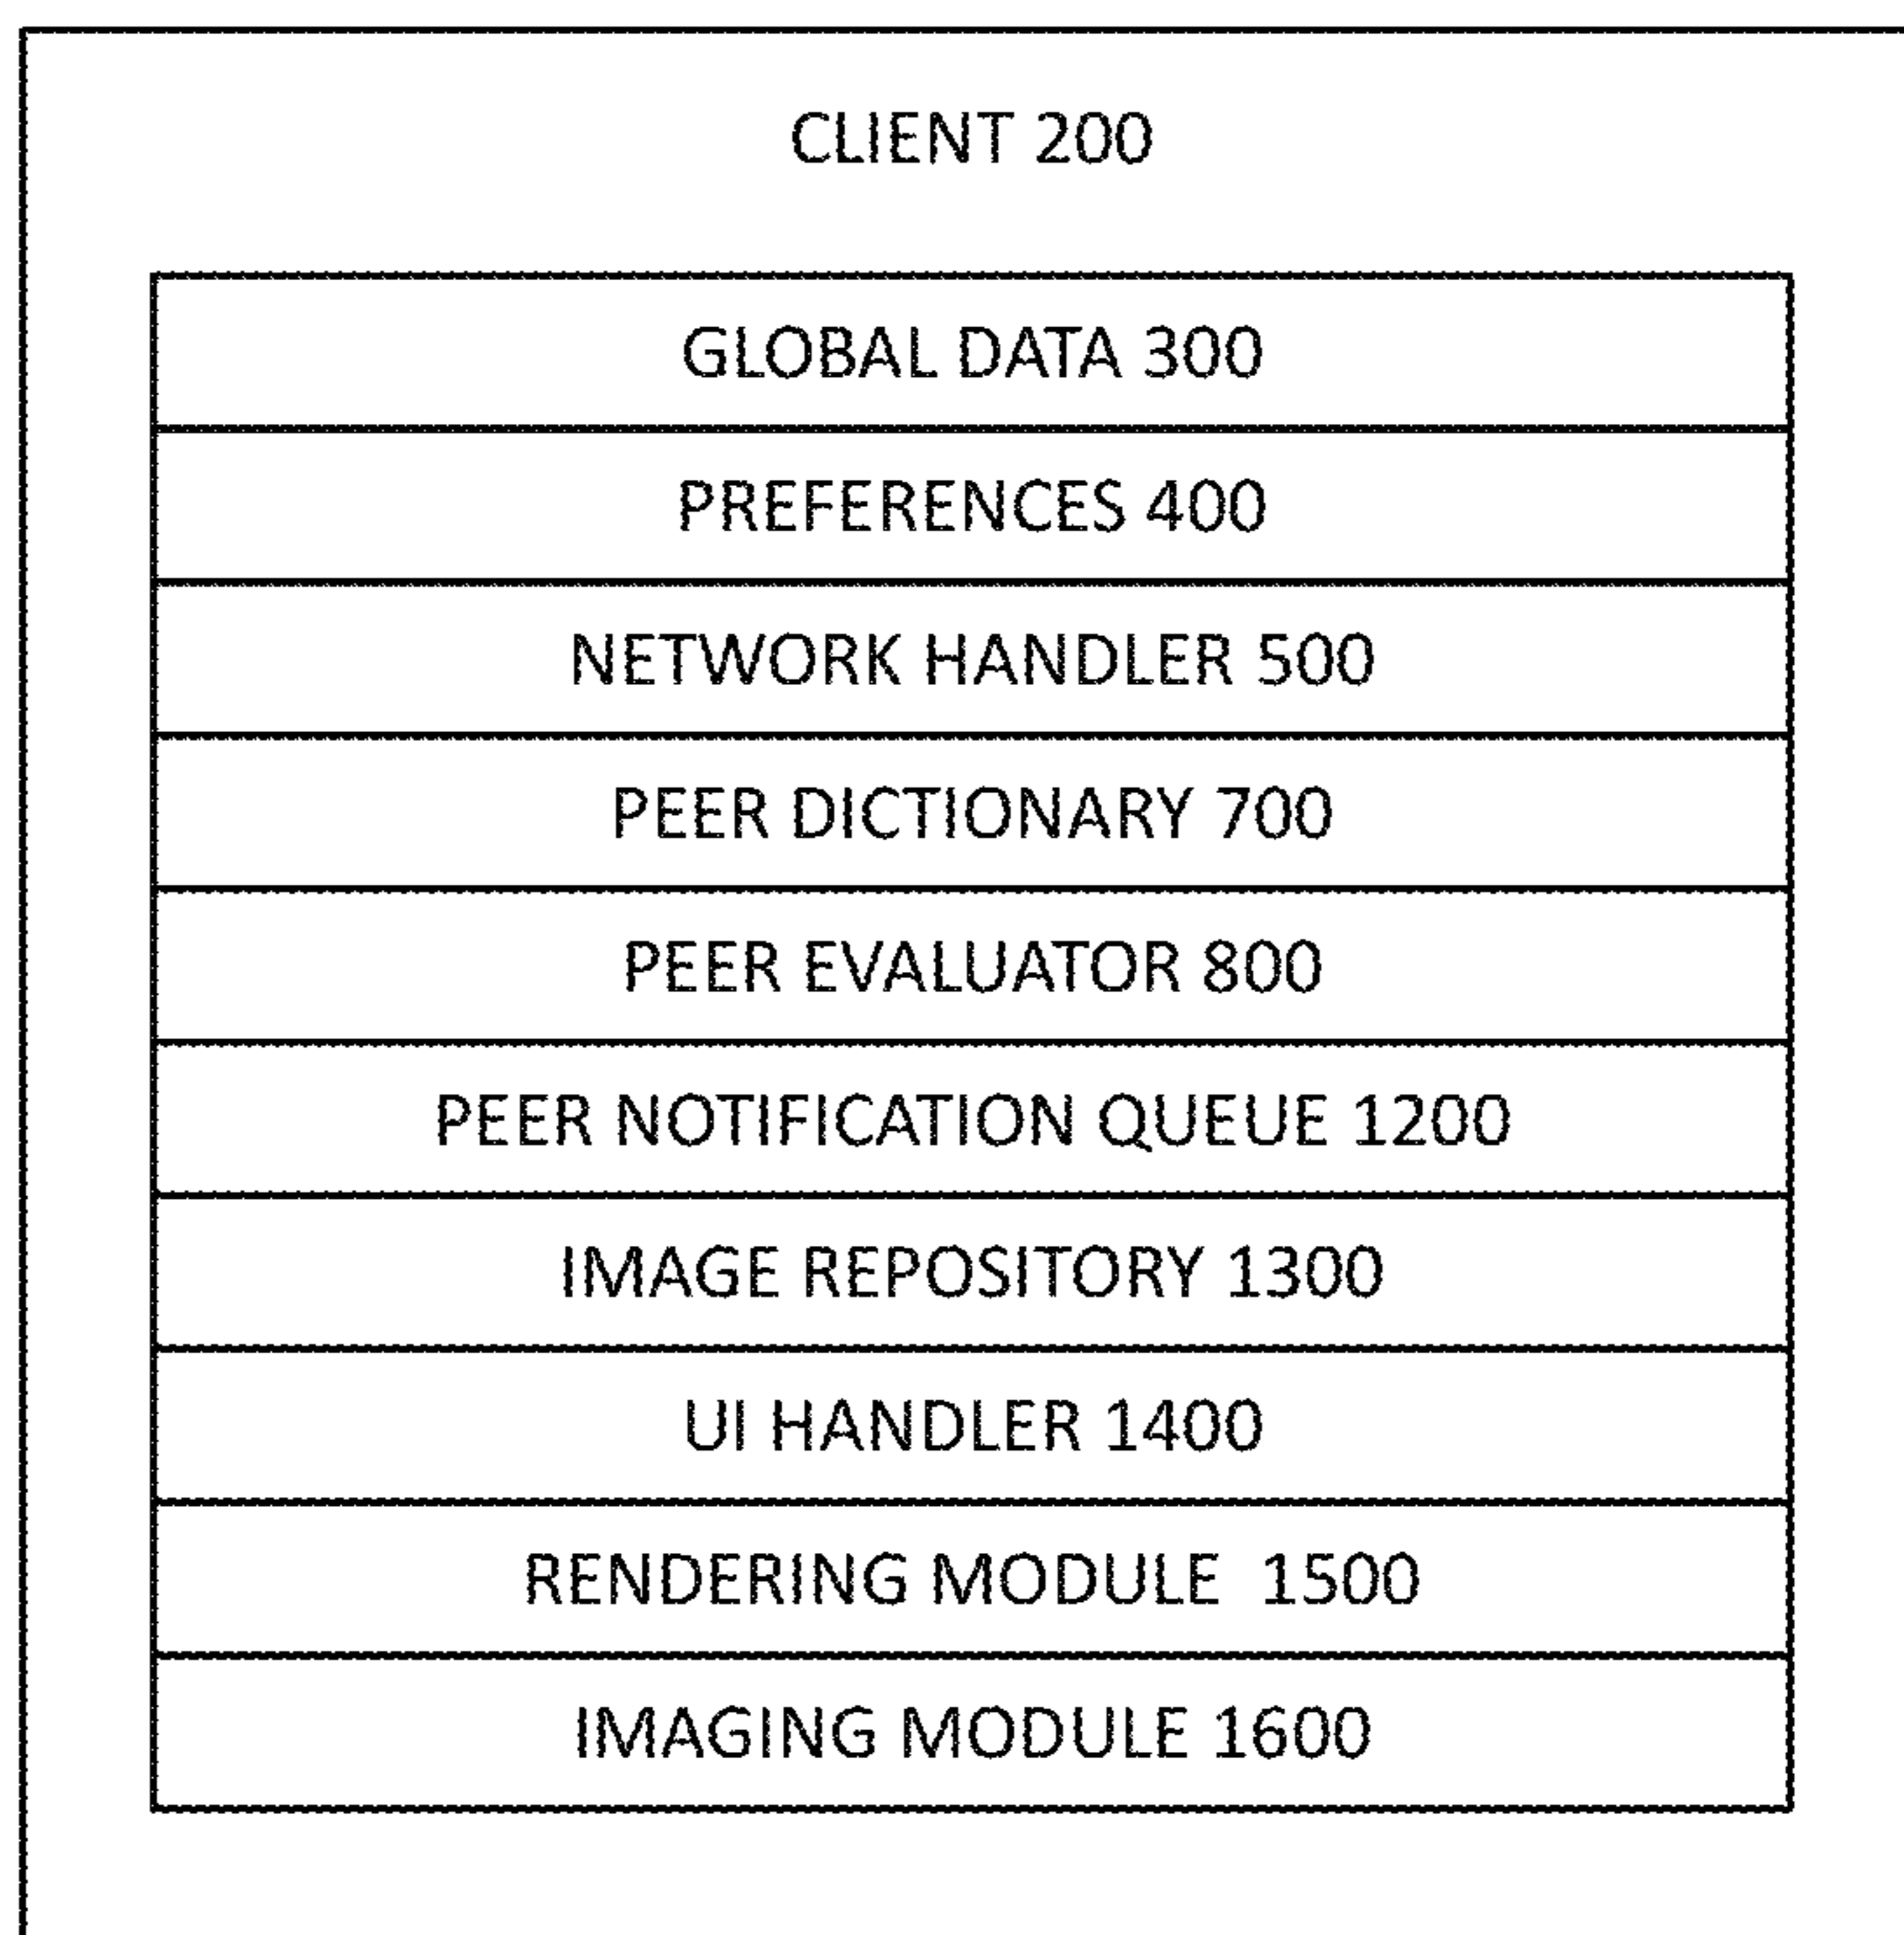 CLIENT 200
GLOBAL DATA 300
PREFERENCES 400
NETWORK HANDLER 500
PEER DICTIONARY 700
PEER EVALUATOR 800
PEER NOTIFICATION QUEUE 1200
IMAGE REPOSITORY 1300
UI HANDLER 1400
RENDERING MODULE 1500
IMAGING MODULE 1600